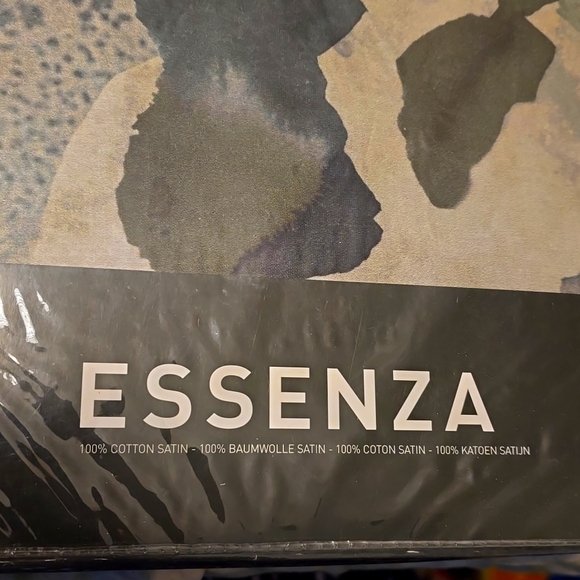 ESSENZA
100% COTTON SATIN - 100% BAUMWOLLE SATIN - 100% COTON SATIN - 100% KATOEN SATIJN